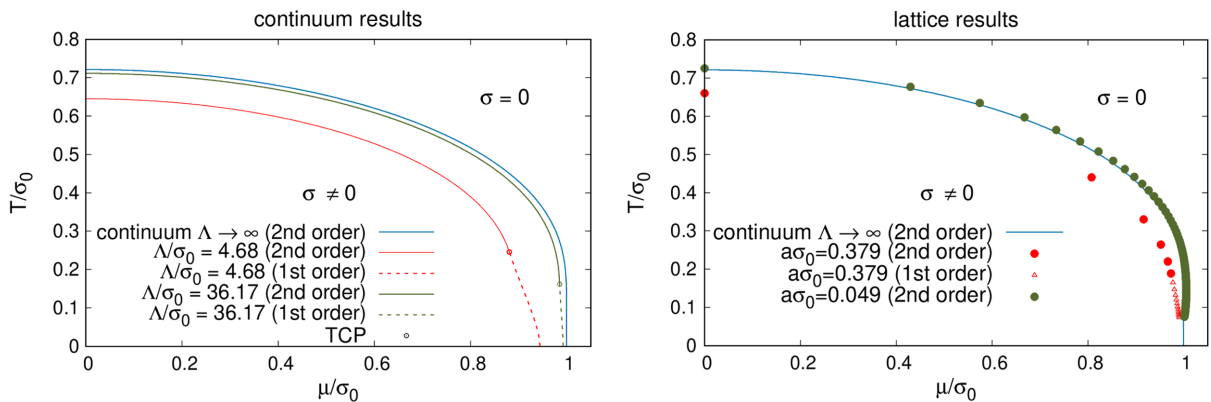 continuum results
0.8
0.7
0.6
0.5
0.4
0.3
0.2
0.1
0
T/σ₀
σ = 0
σ ≠ 0
continuum Λ → ∞ (2nd order)
Λ/σ₀ = 4.68 (2nd order)
Λ/σ₀ = 4.68 (1st order)
Λ/σ₀ = 36.17 (2nd order)
Λ/σ₀ = 36.17 (1st order)
TCP
0 0.2 0.4 0.6 0.8 1
μ/σ₀
lattice results
0.8
0.7
0.6
0.5
0.4
0.3
0.2
0.1
0
T/σ₀
σ = 0
σ ≠ 0
continuum Λ → ∞ (2nd order)
aσ₀=0.379 (2nd order)
aσ₀=0.379 (1st order)
aσ₀=0.049 (2nd order)
0 0.2 0.4 0.6 0.8 1
μ/σ₀